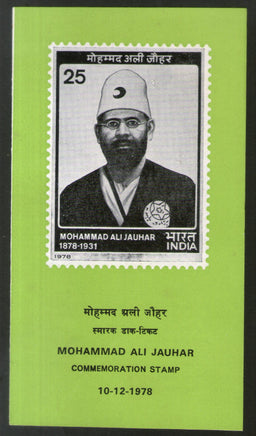 मोहम्मद अली जौहर
25
MOHAMMAD ALI JAUHAR
1878-1931
भारत
INDIA
1978
मोहम्मद अली जौहर
स्मारक डाक-टिकट
MOHAMMAD ALI JAUHAR
COMMEMORATION STAMP
10-12-1978